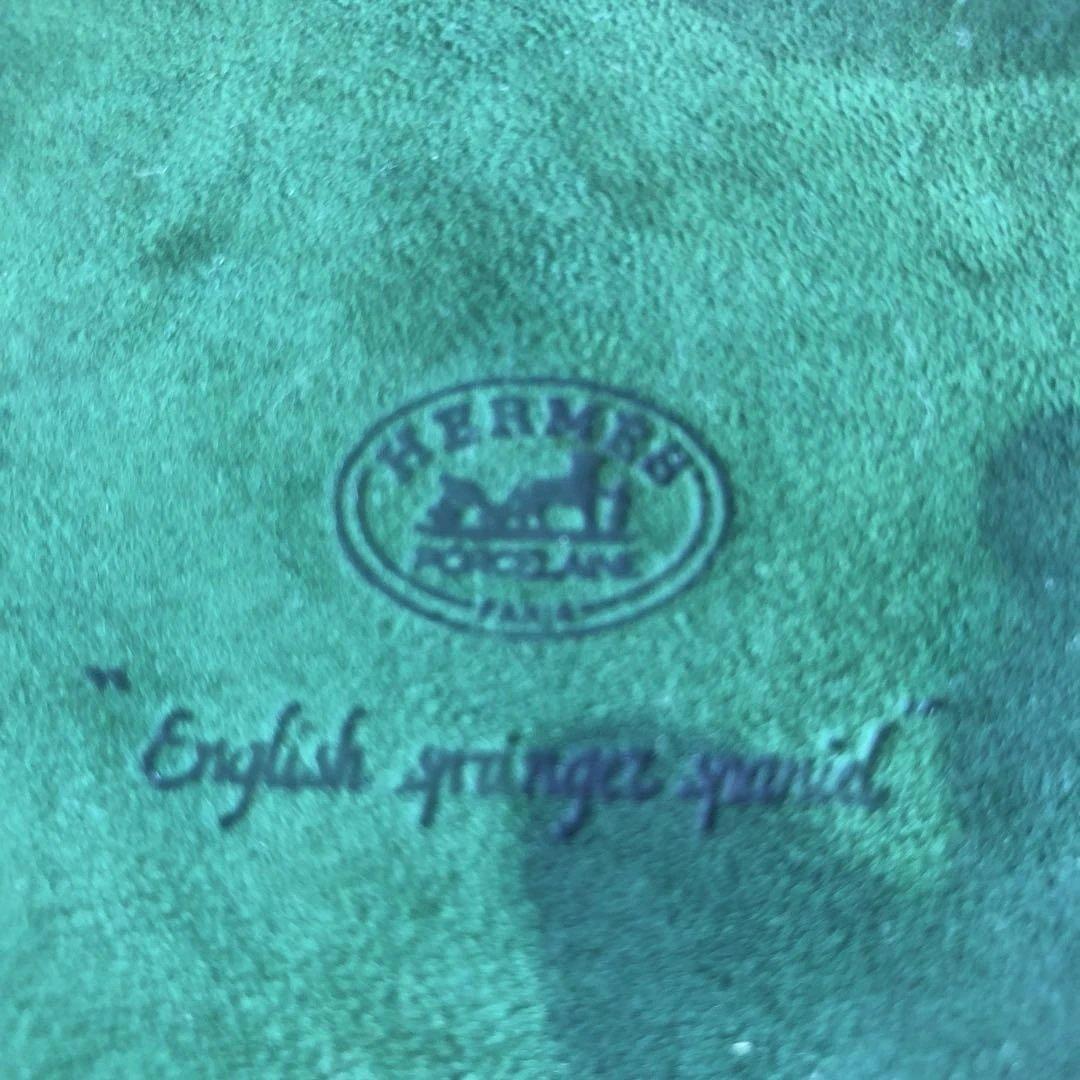 HERMES
PORCELAINE
PARIS
"English springer spaniel"